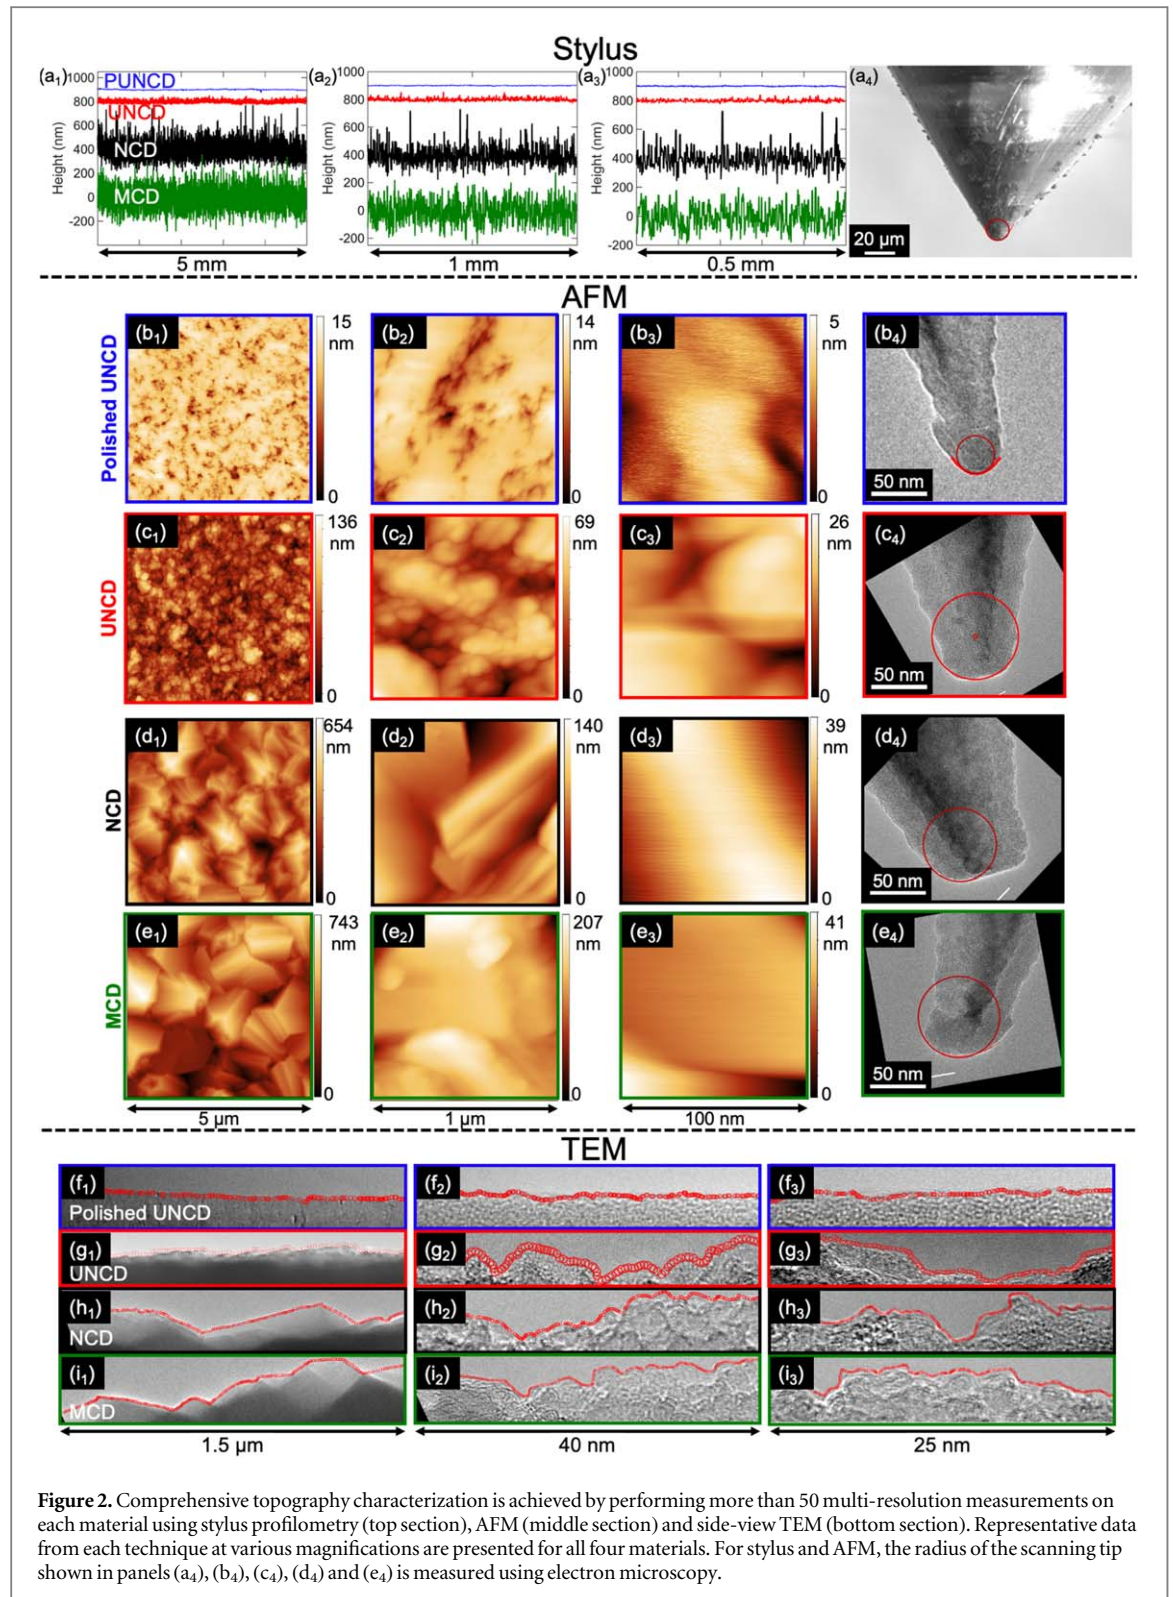 Stylus
(a₁)
1000
800
600
400
200
0
-200
Height (nm)
PUNCD
UNCD
NCD
MCD
5 mm
(a₂)
1000
800
600
400
200
0
-200
Height (nm)
1 mm
(a₃)
1000
800
600
400
200
0
-200
Height (nm)
0.5 mm
(a₄)
20 µm
AFM
Polished UNCD
(b₁)
15
nm
0
(b₂)
14
nm
0
(b₃)
5
nm
0
(b₄)
50 nm
UNCD
(c₁)
136
nm
0
(c₂)
69
nm
0
(c₃)
26
nm
0
(c₄)
50 nm
NCD
(d₁)
654
nm
0
(d₂)
140
nm
0
(d₃)
39
nm
0
(d₄)
50 nm
MCD
(e₁)
743
nm
0
(e₂)
207
nm
0
(e₃)
41
nm
0
(e₄)
50 nm
5 µm
1 µm
100 nm
TEM
(f₁)
Polished UNCD
(f₂)
(f₃)
(g₁)
UNCD
(g₂)
(g₃)
(h₁)
NCD
(h₂)
(h₃)
(i₁)
MCD
(i₂)
(i₃)
1.5 µm
40 nm
25 nm
Figure 2. Comprehensive topography characterization is achieved by performing more than 50 multi-resolution measurements on
each material using stylus profilometry (top section), AFM (middle section) and side-view TEM (bottom section). Representative data
from each technique at various magnifications are presented for all four materials. For stylus and AFM, the radius of the scanning tip
shown in panels (a₄), (b₄), (c₄), (d₄) and (e₄) is measured using electron microscopy.